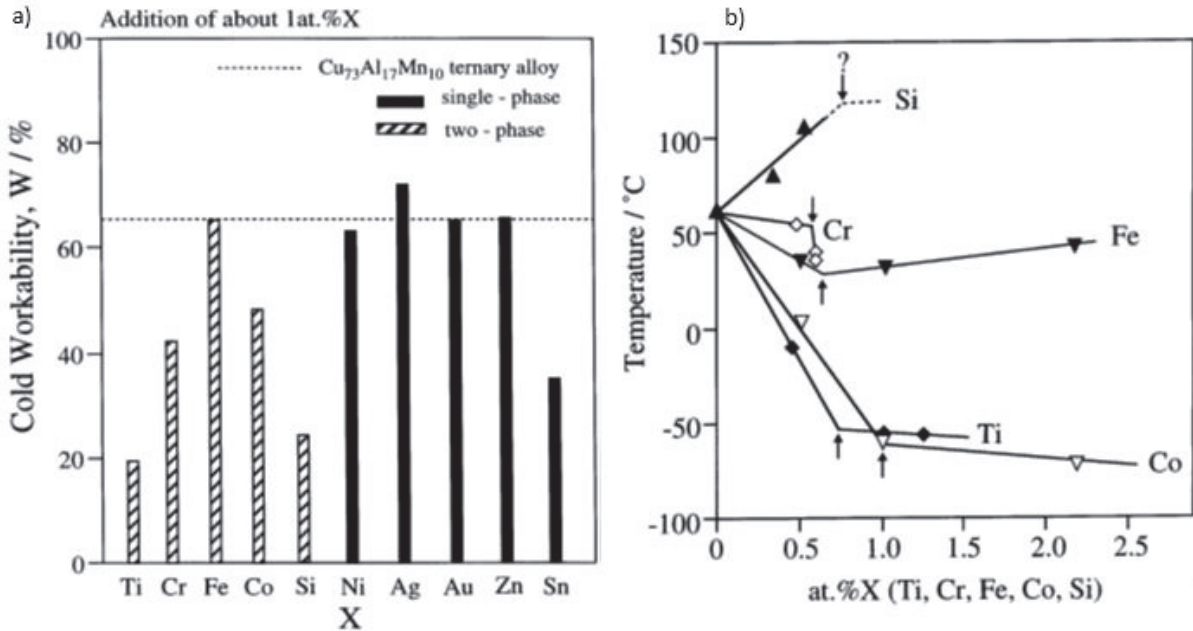 a)
Addition of about 1at.%X
100
80
60
40
20
0
Cold Workability, W / %
Cu73Al17Mn10 ternary alloy
single - phase
two - phase
Ti Cr Fe Co Si Ni Ag Au Zn Sn
X
b)
150
100
50
0
-50
-100
Temperature / °C
?
Si
Cr
Fe
Ti
Co
0 0.5 1.0 1.5 2.0 2.5
at.%X (Ti, Cr, Fe, Co, Si)